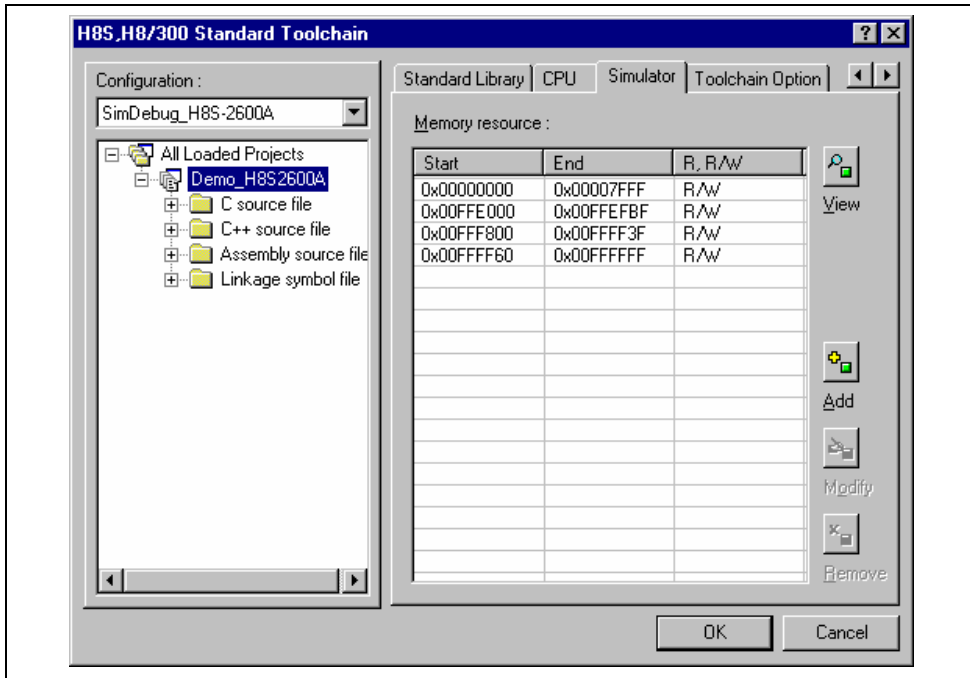 H8S,H8/300 Standard Toolchain
Configuration :
SimDebug_H8S-2600A
All Loaded Projects
Demo_H8S2600A
C source file
C++ source file
Assembly source file
Linkage symbol file
Standard Library CPU Simulator Toolchain Option
Memory resource :
Start End R, R/W
0x00000000 0x00007FFF R/W
0x00FFE000 0x00FFEFBF R/W
0x00FFF800 0x00FFFF3F R/W
0x00FFFF60 0x00FFFFFF R/W
View
Add
Modify
Remove
OK Cancel